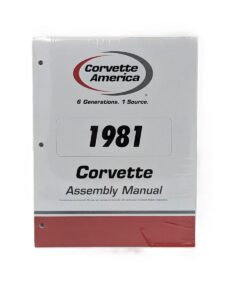 Corvette
America
6 Generations. 1 Source.
1981
Corvette
Assembly Manual